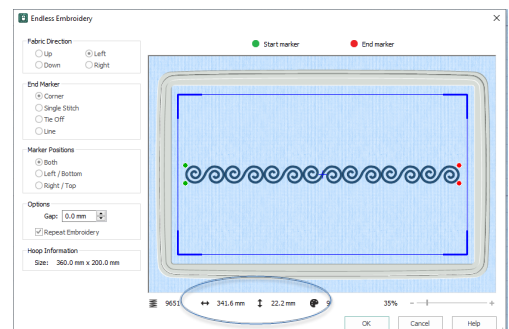 Endless Embroidery
Fabric Direction
Up Left
Down Right
End Marker
Corner
Single Stitch
Tie Off
Line
Marker Positions
Both
Left / Bottom
Right / Top
Options
Gap: 0.0 mm
Repeat Embroidery
Hoop Information
Size: 360.0 mm x 200.0 mm
Start marker End marker
9651 341.6 mm 22.2 mm 9 35% - +
OK Cancel Help